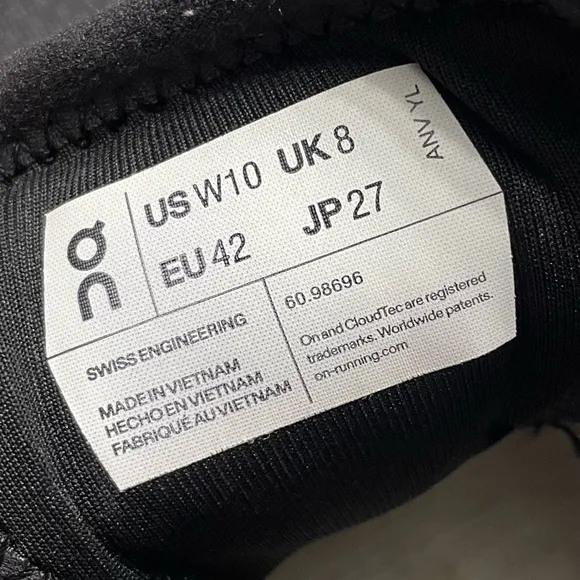 on
US W10 UK 8
EU 42 JP 27
ANV YL
SWISS ENGINEERING
MADE IN VIETNAM
HECHO EN VIETNAM
FABRIQUÉ AU VIETNAM
60.98696
On and CloudTec are registered
trademarks. Worldwide patents.
on-running.com